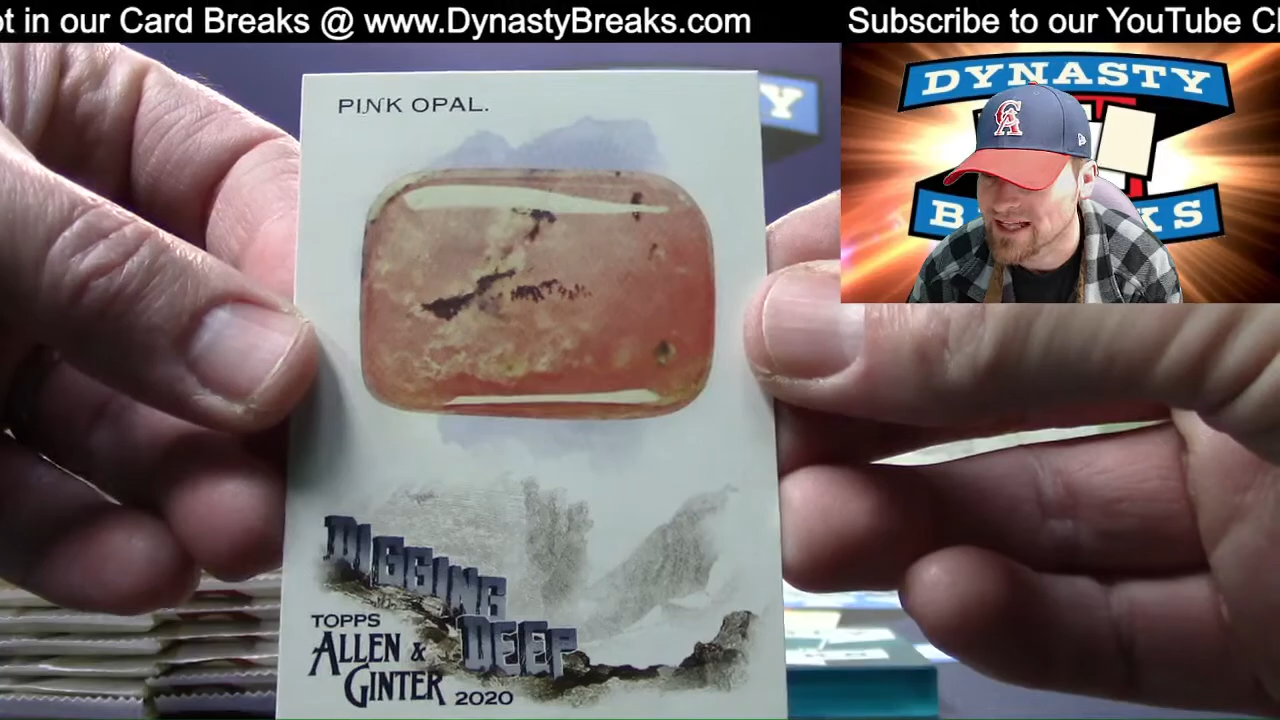 ot in our Card Breaks @ www.DynastyBreaks.com
Subscribe to our YouTube C
DYNASTY
Y
CA
PINK OPAL.
DIGGING
DEEP
TOPPS
ALLEN &
GINTER 2020